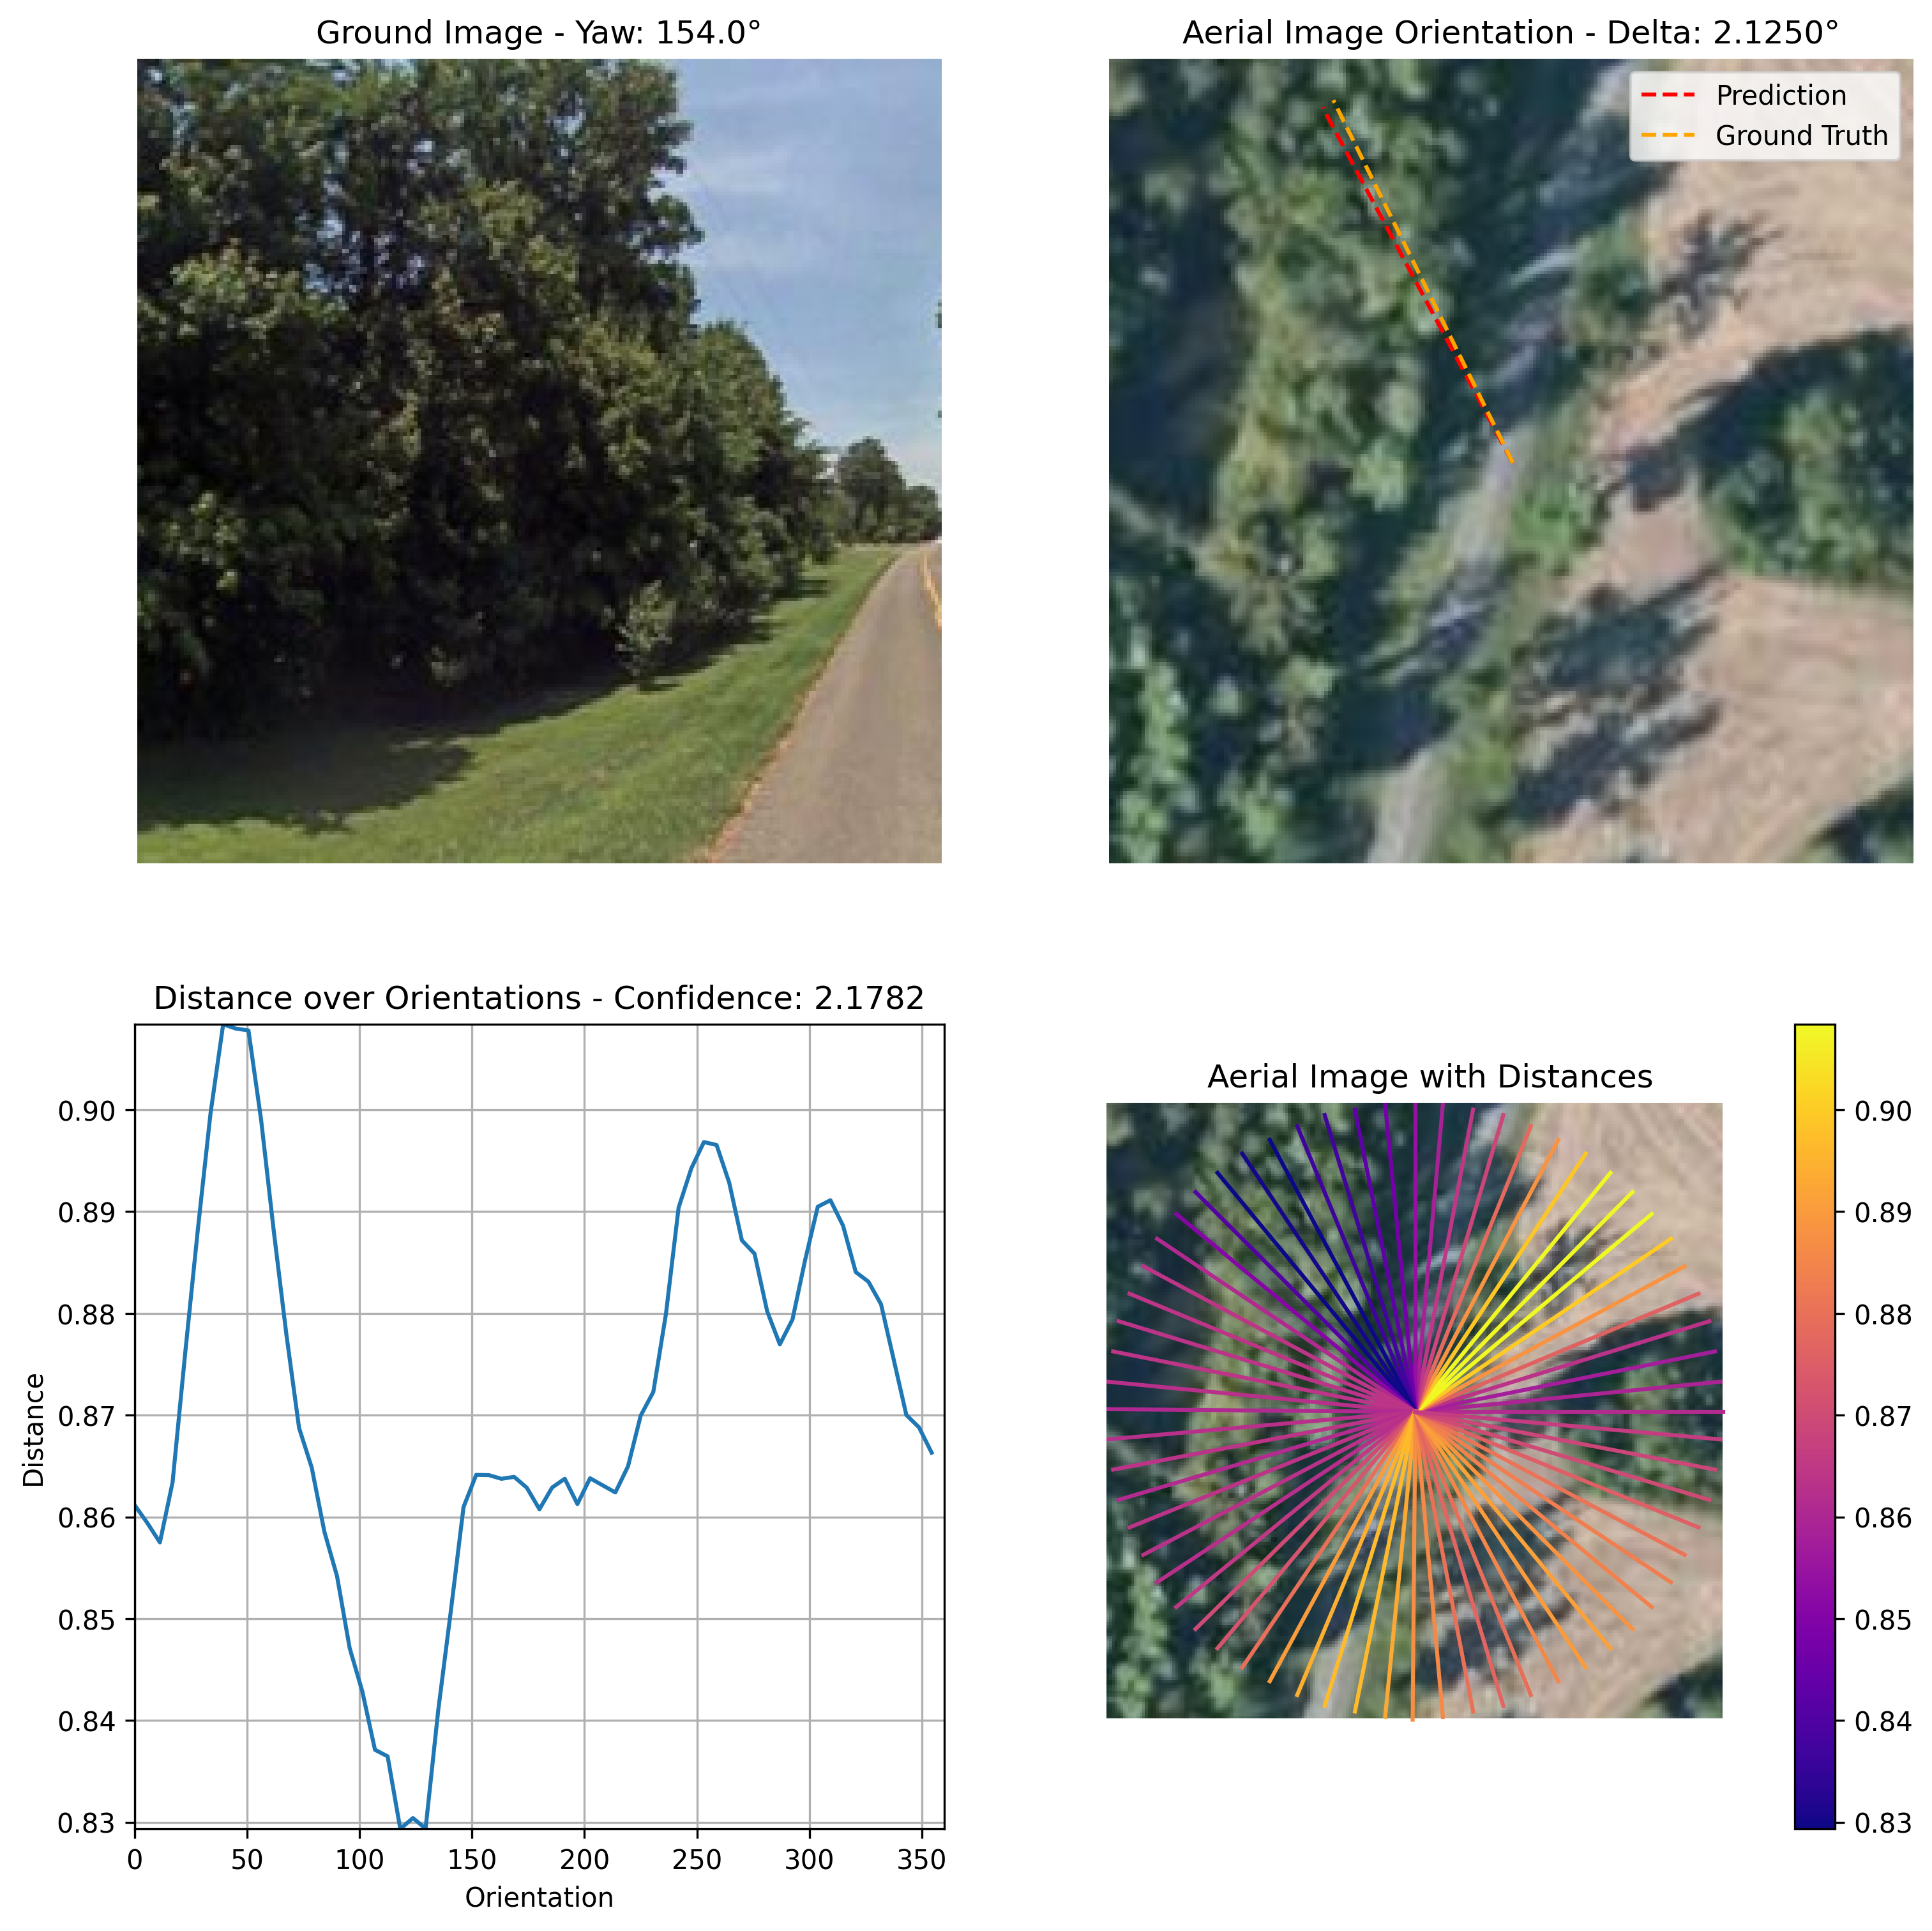 Ground Image - Yaw: 154.0°
Aerial Image Orientation - Delta: 2.1250°
Prediction
Ground Truth
Distance over Orientations - Confidence: 2.1782
0.90
0.89
0.88
0.87
0.86
0.85
0.84
0.83
Distance
0 50 100 150 200 250 300 350
Orientation
Aerial Image with Distances
0.90
0.89
0.88
0.87
0.86
0.85
0.84
0.83